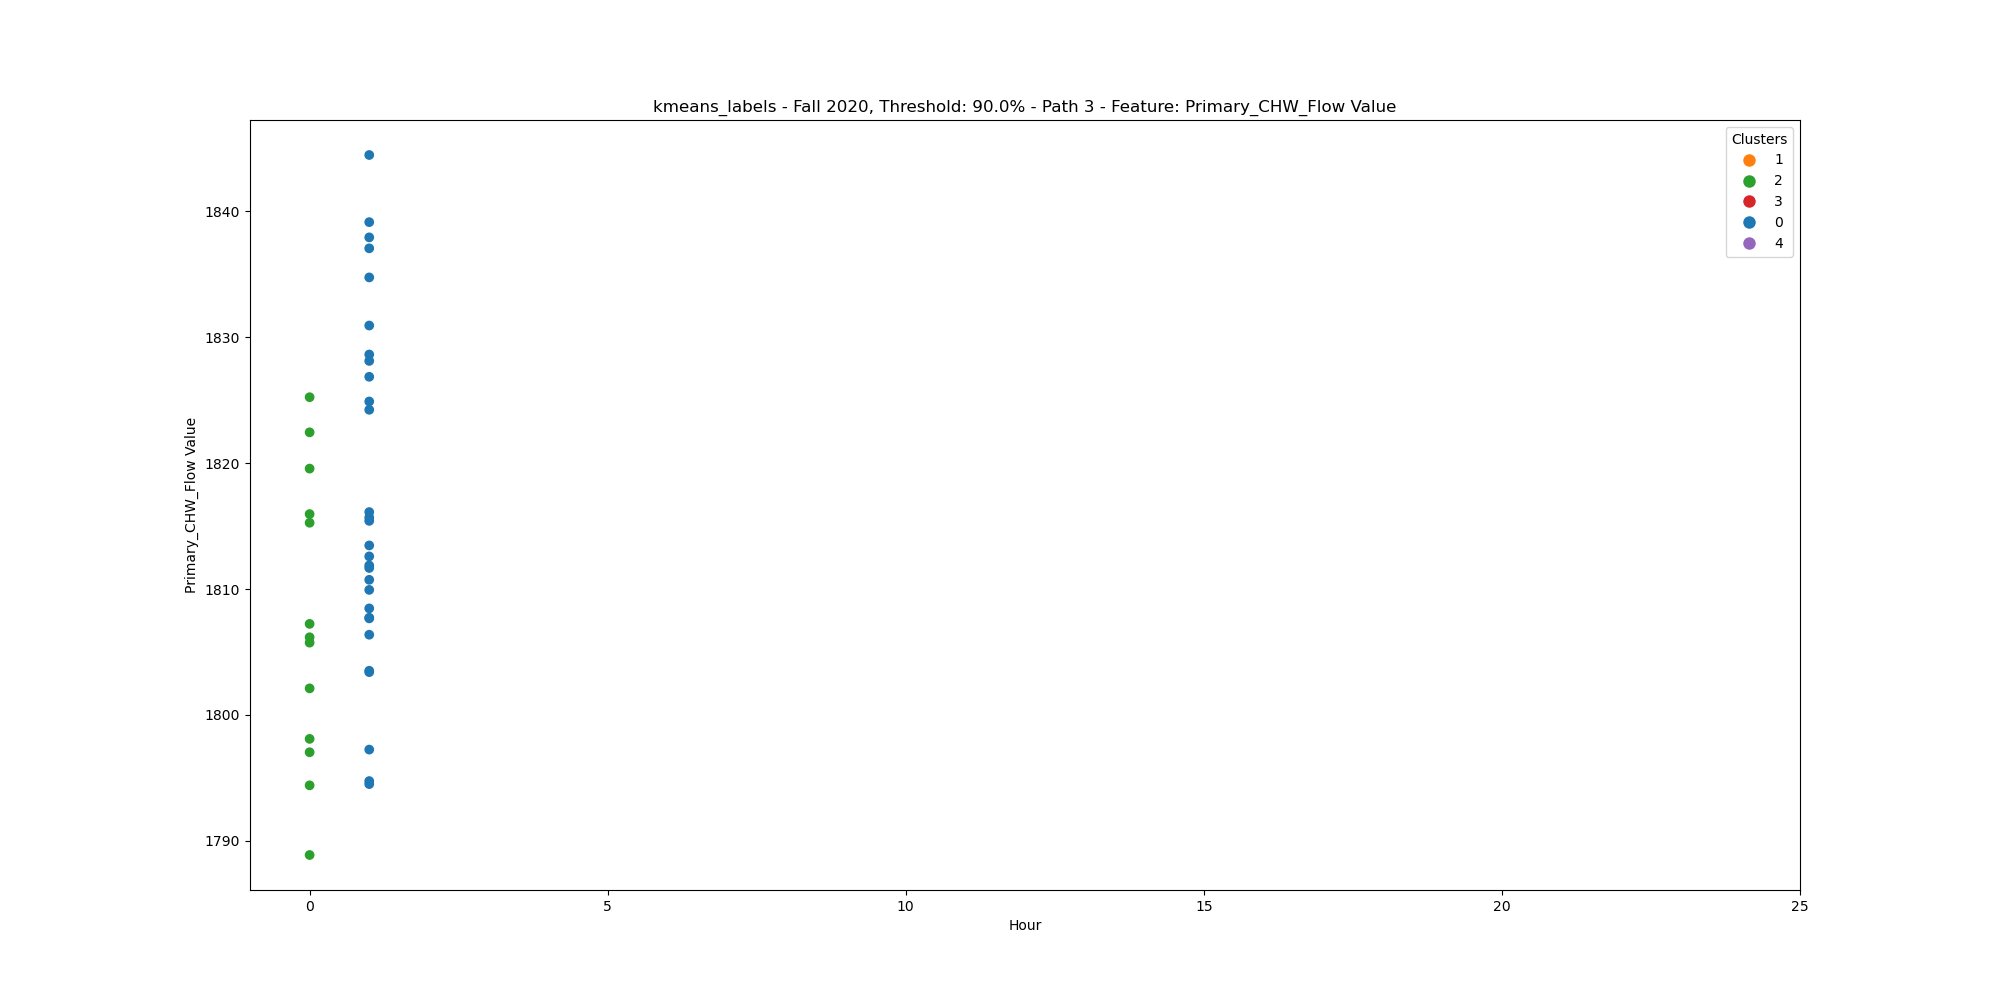 kmeans_labels - Fall 2020, Threshold: 90.0% - Path 3 - Feature: Primary_CHW_Flow Value
Clusters
1
2
3
0
4
1840
1830
1820
1810
1800
1790
Primary_CHW_Flow Value
0 5 10 15 20 25
Hour